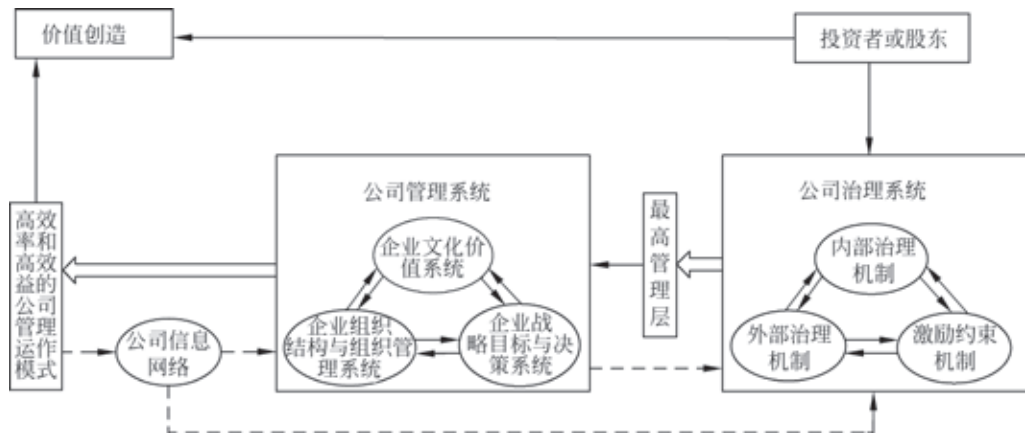 价值创造
投资者或股东
公司管理系统
公司治理系统
高效
率和
高效
益的
公司
管理
运作
模式
最高管理层
企业文化价
值系统
内部治理
机制
公司信息
网络
企业组织
结构与组织管
理系统
企业战
略目标与决
策系统
外部治理
机制
激励约束
机制